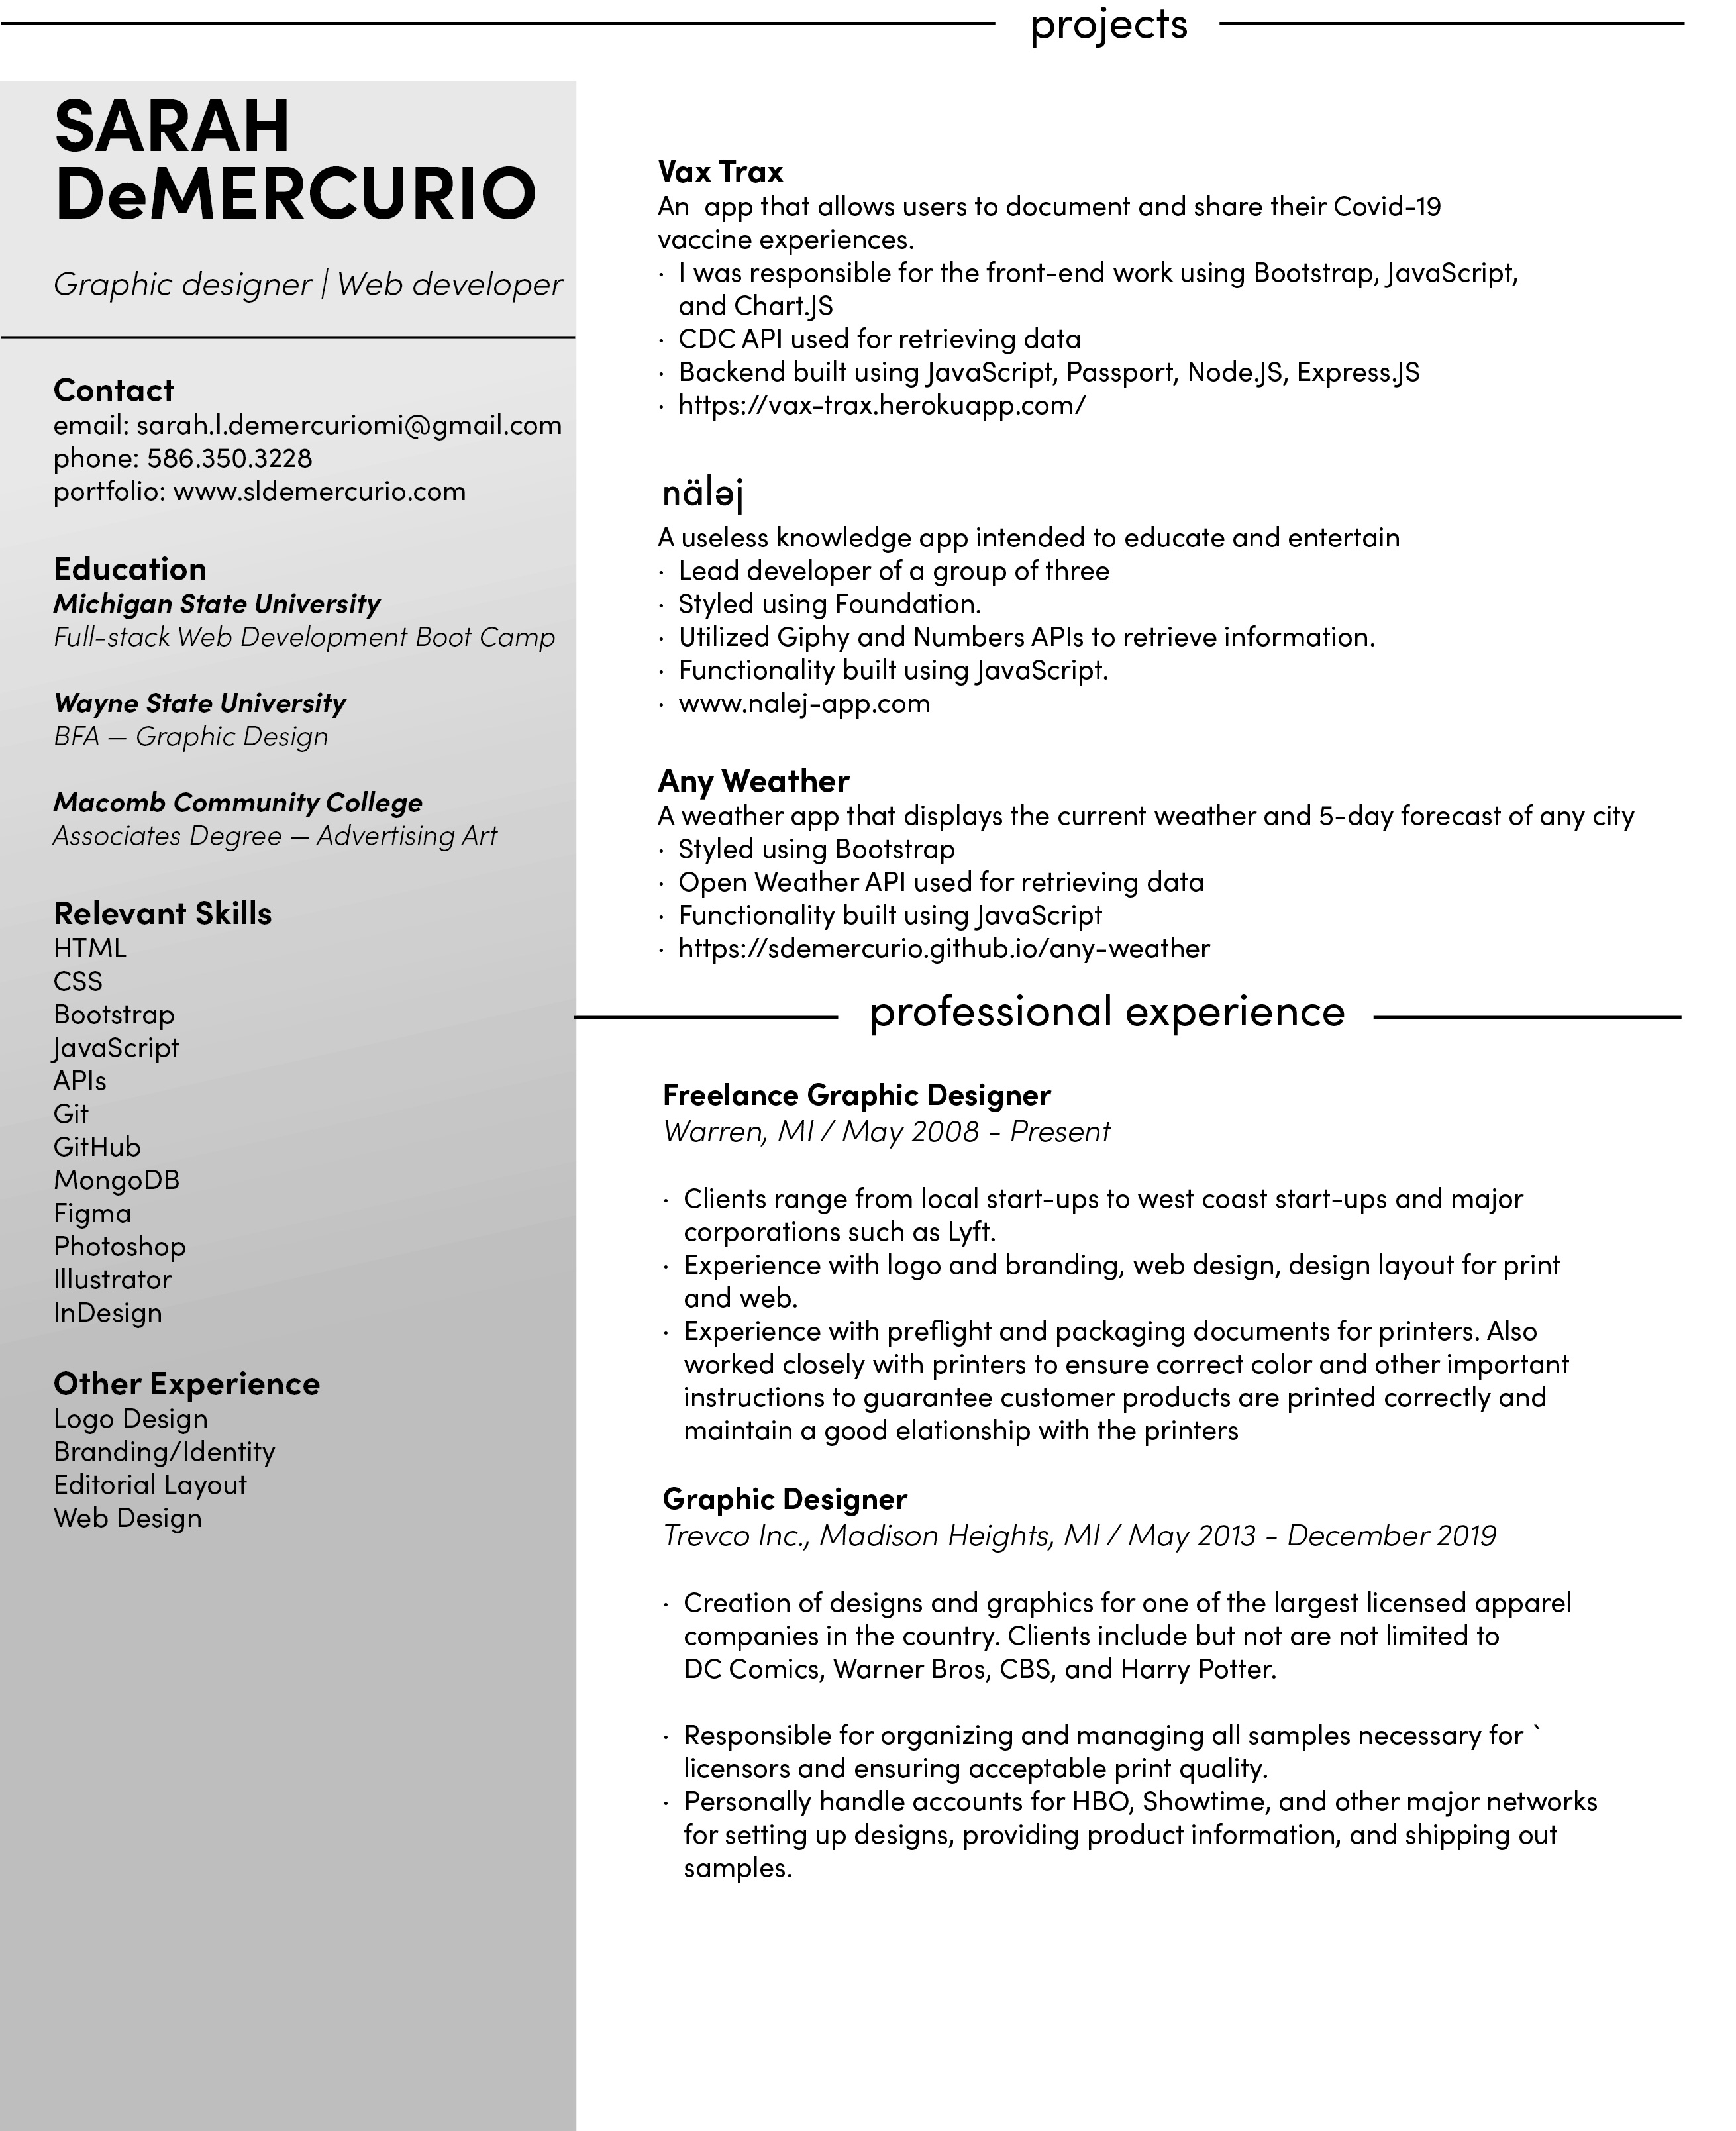 projects
SARAH
DeMERCURIO
Graphic designer | Web developer
Contact
email: sarah.l.demercuriomi@gmail.com
phone: 586.350.3228
portfolio: www.sldemercurio.com
Education
Michigan State University
Full-stack Web Development Boot Camp
Wayne State University
BFA — Graphic Design
Macomb Community College
Associates Degree — Advertising Art
Relevant Skills
HTML
CSS
Bootstrap
JavaScript
APIs
Git
GitHub
MongoDB
Figma
Photoshop
Illustrator
InDesign
Other Experience
Logo Design
Branding/Identity
Editorial Layout
Web Design
Vax Trax
An  app that allows users to document and share their Covid-19
vaccine experiences.
· I was responsible for the front-end work using Bootstrap, JavaScript,
and Chart.JS
· CDC API used for retrieving data
· Backend built using JavaScript, Passport, Node.JS, Express.JS
· https://vax-trax.herokuapp.com/
näləj
A useless knowledge app intended to educate and entertain
· Lead developer of a group of three
· Styled using Foundation.
· Utilized Giphy and Numbers APIs to retrieve information.
· Functionality built using JavaScript.
· www.nalej-app.com
Any Weather
A weather app that displays the current weather and 5-day forecast of any city
· Styled using Bootstrap
· Open Weather API used for retrieving data
· Functionality built using JavaScript
· https://sdemercurio.github.io/any-weather
professional experience
Freelance Graphic Designer
Warren, MI / May 2008 - Present
· Clients range from local start-ups to west coast start-ups and major
corporations such as Lyft.
· Experience with logo and branding, web design, design layout for print
and web.
· Experience with preflight and packaging documents for printers. Also
worked closely with printers to ensure correct color and other important
instructions to guarantee customer products are printed correctly and
maintain a good elationship with the printers
Graphic Designer
Trevco Inc., Madison Heights, MI / May 2013 - December 2019
· Creation of designs and graphics for one of the largest licensed apparel
companies in the country. Clients include but not are not limited to
DC Comics, Warner Bros, CBS, and Harry Potter.
· Responsible for organizing and managing all samples necessary for `
licensors and ensuring acceptable print quality.
· Personally handle accounts for HBO, Showtime, and other major networks
for setting up designs, providing product information, and shipping out
samples.